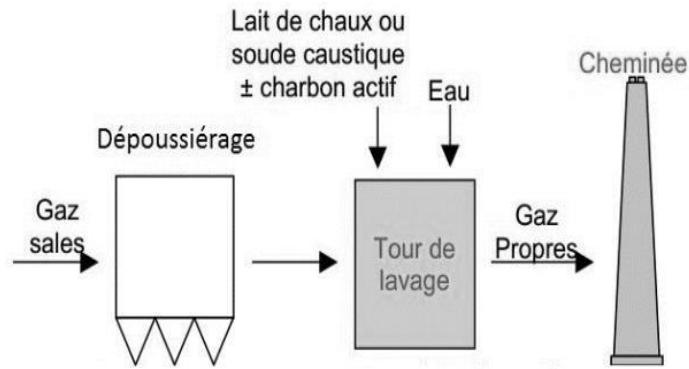 Lait de chaux ou
soude caustique
± charbon actif
Eau
Cheminée
Dépoussiérage
Gaz
sales
Tour de
lavage
Gaz
Propres